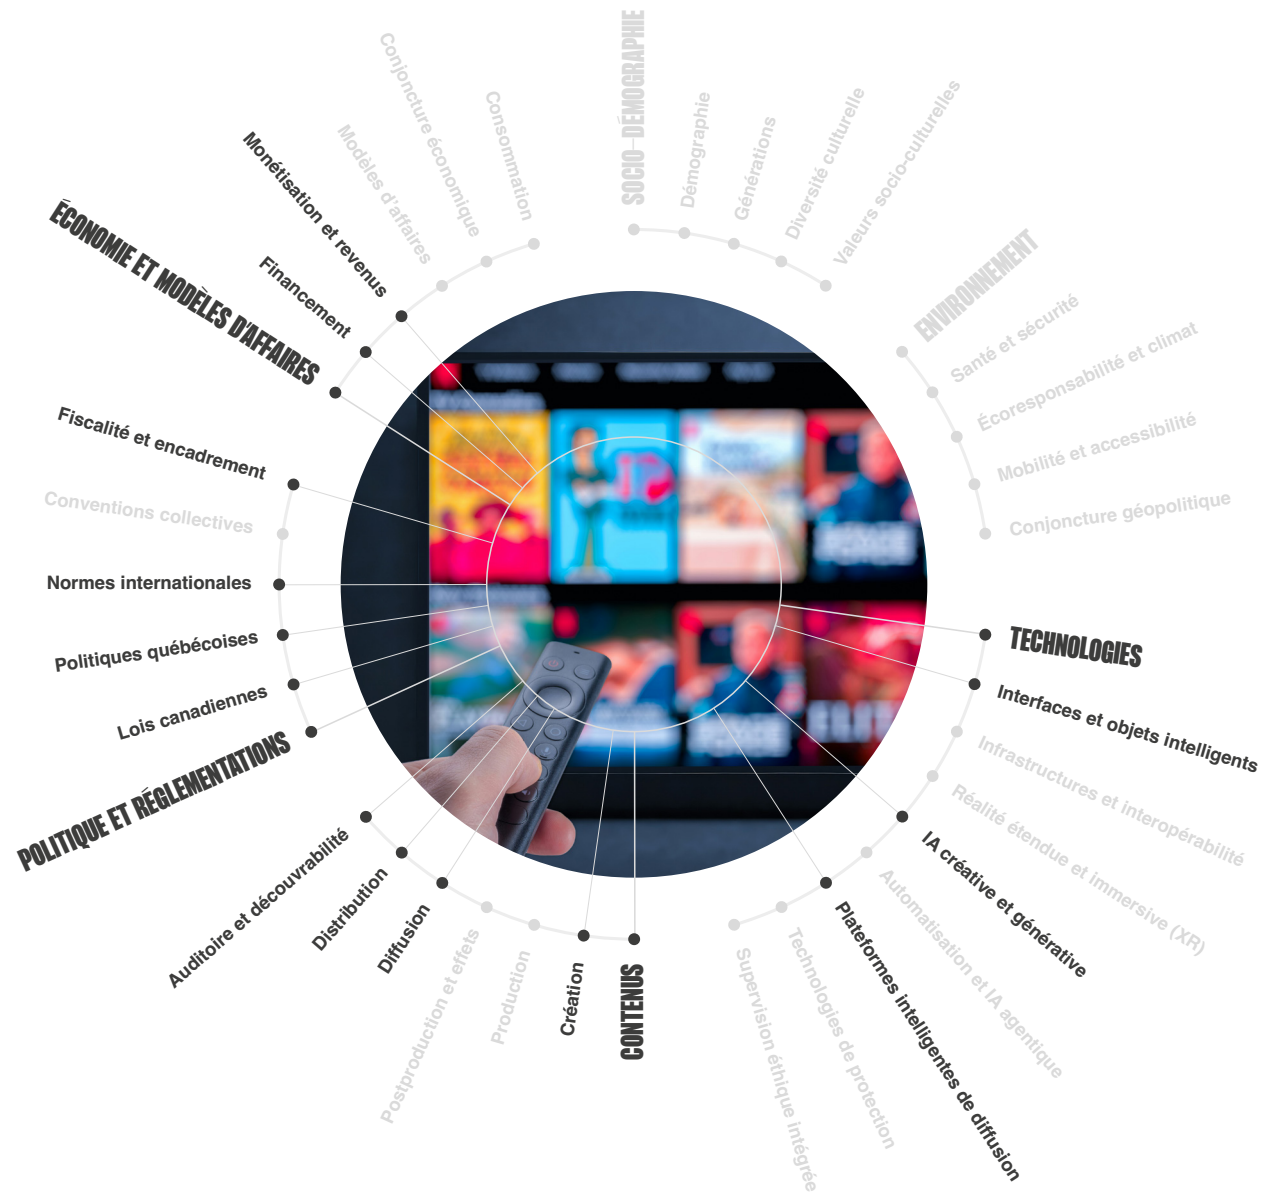 SOCIO-DÉMOGRAPHIE
Démographie
Générations
Diversité culturelle
Valeurs socio-culturelles
ENVIRONNEMENT
Santé et sécurité
Écoresponsabilité et climat
Mobilité et accessibilité
Conjoncture géopolitique
TECHNOLOGIES
Interfaces et objets intelligents
Infrastructures et interopérabilité
Réalité étendue et immersive (XR)
IA créative et générative
Automatisation et IA agentique
Plateformes intelligentes de diffusion
Technologies de protection
Supervision éthique intégrée
CONTENUS
Création
Production
Postproduction et effets
Diffusion
Distribution
Auditoire et découvrabilité
POLITIQUE ET RÉGLEMENTATIONS
Lois canadiennes
Politiques québécoises
Normes internationales
Conventions collectives
Fiscalité et encadrement
ÉCONOMIE ET MODÈLES D'AFFAIRES
Financement
Monétisation et revenus
Modèles d'affaires
Conjoncture économique
Consommation